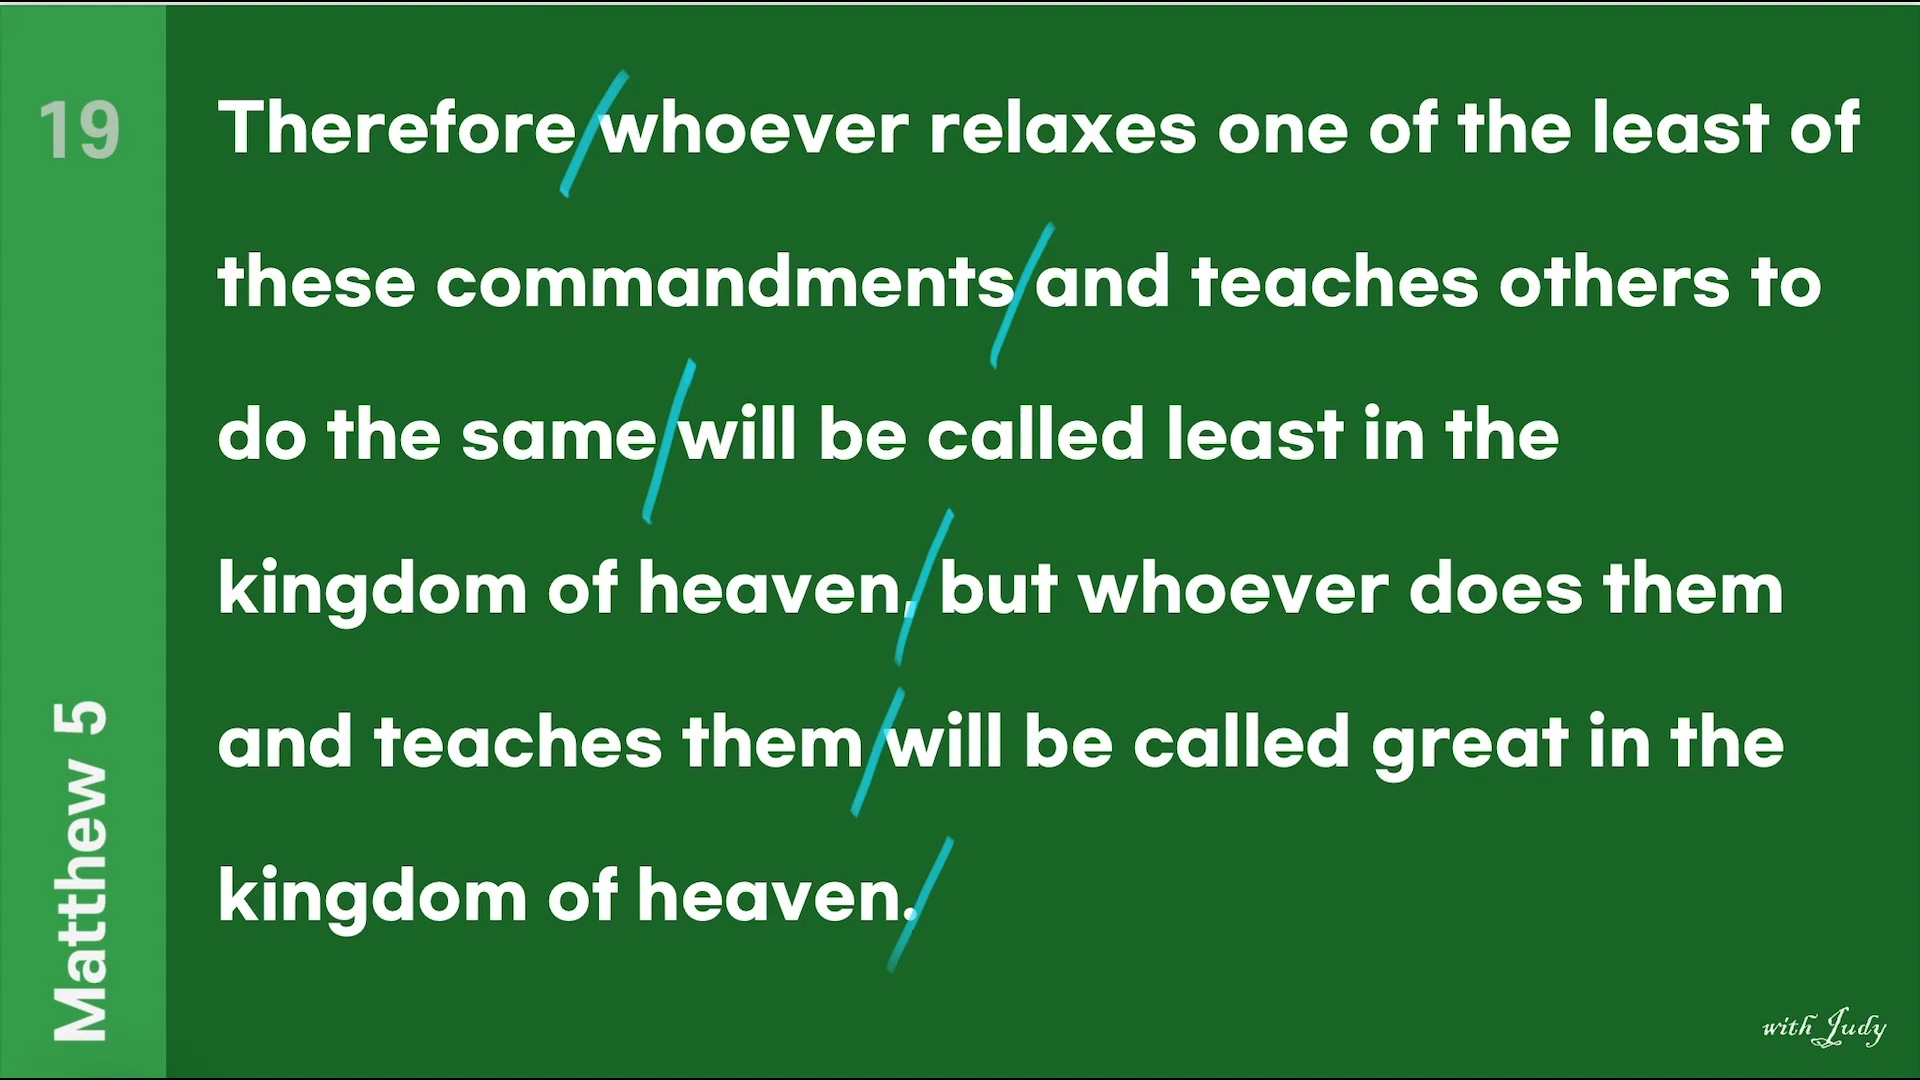 19
Therefore whoever relaxes one of the least of
these commandments and teaches others to
do the same will be called least in the
kingdom of heaven, but whoever does them
and teaches them will be called great in the
kingdom of heaven.
Matthew 5
with Judy